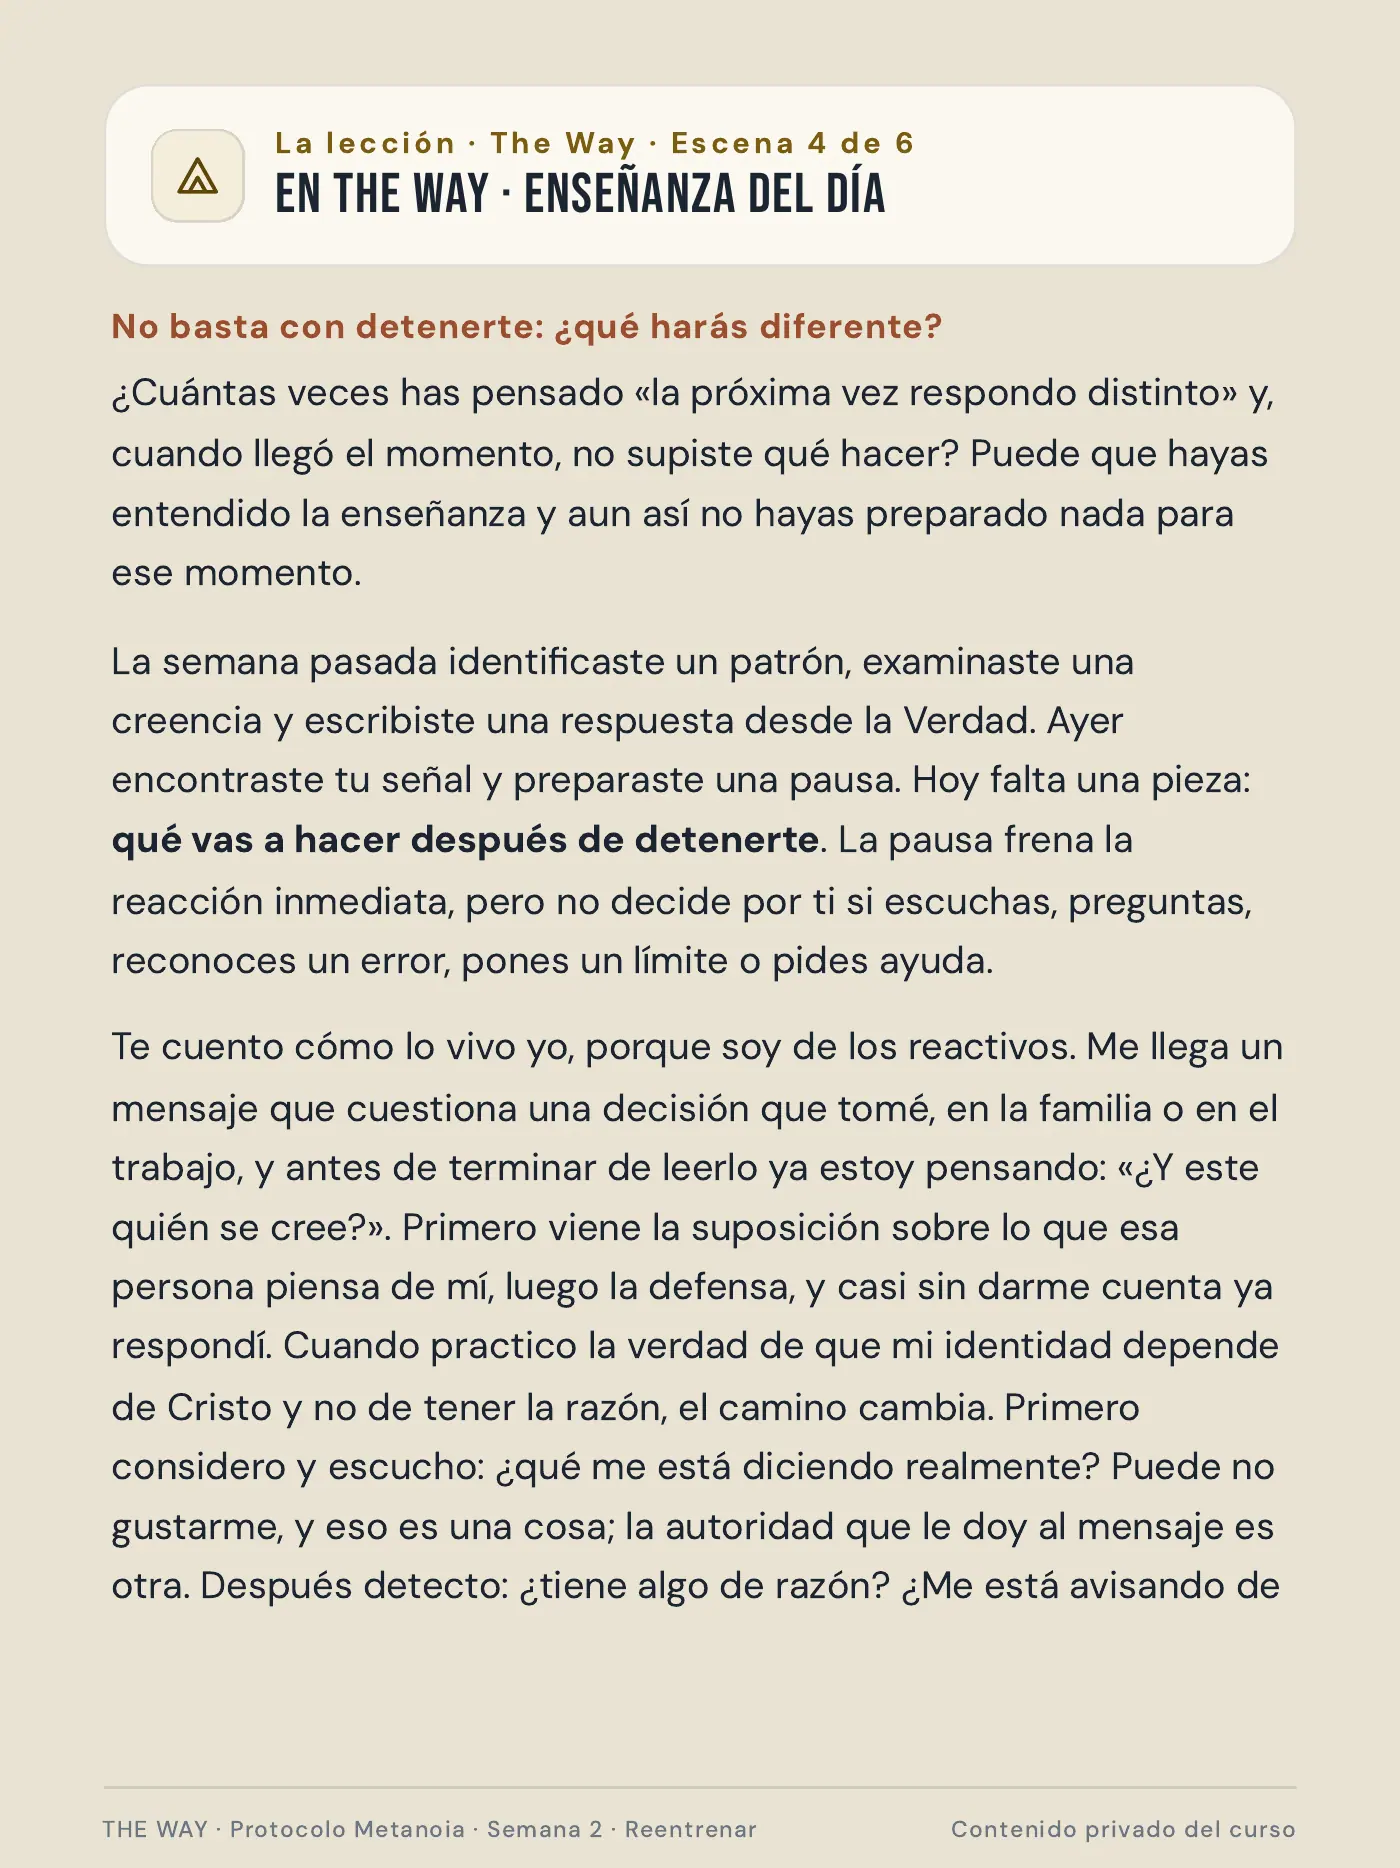 La lección · The Way · Escena 4 de 6
EN THE WAY · ENSEÑANZA DEL DÍA
No basta con detenerte: ¿qué harás diferente?
¿Cuántas veces has pensado «la próxima vez respondo distinto» y,
cuando llegó el momento, no supiste qué hacer? Puede que hayas
entendido la enseñanza y aun así no hayas preparado nada para
ese momento.
La semana pasada identificaste un patrón, examinaste una
creencia y escribiste una respuesta desde la Verdad. Ayer
encontraste tu señal y preparaste una pausa. Hoy falta una pieza:
qué vas a hacer después de detenerte. La pausa frena la
reacción inmediata, pero no decide por ti si escuchas, preguntas,
reconoces un error, pones un límite o pides ayuda.
Te cuento cómo lo vivo yo, porque soy de los reactivos. Me llega un
mensaje que cuestiona una decisión que tomé, en la familia o en el
trabajo, y antes de terminar de leerlo ya estoy pensando: «¿Y este
quién se cree?». Primero viene la suposición sobre lo que esa
persona piensa de mí, luego la defensa, y casi sin darme cuenta ya
respondí. Cuando practico la verdad de que mi identidad depende
de Cristo y no de tener la razón, el camino cambia. Primero
considero y escucho: ¿qué me está diciendo realmente? Puede no
gustarme, y eso es una cosa; la autoridad que le doy al mensaje es
otra. Después detecto: ¿tiene algo de razón? ¿Me está avisando de
THE WAY · Protocolo Metanoia · Semana 2 · Reentrenar
Contenido privado del curso